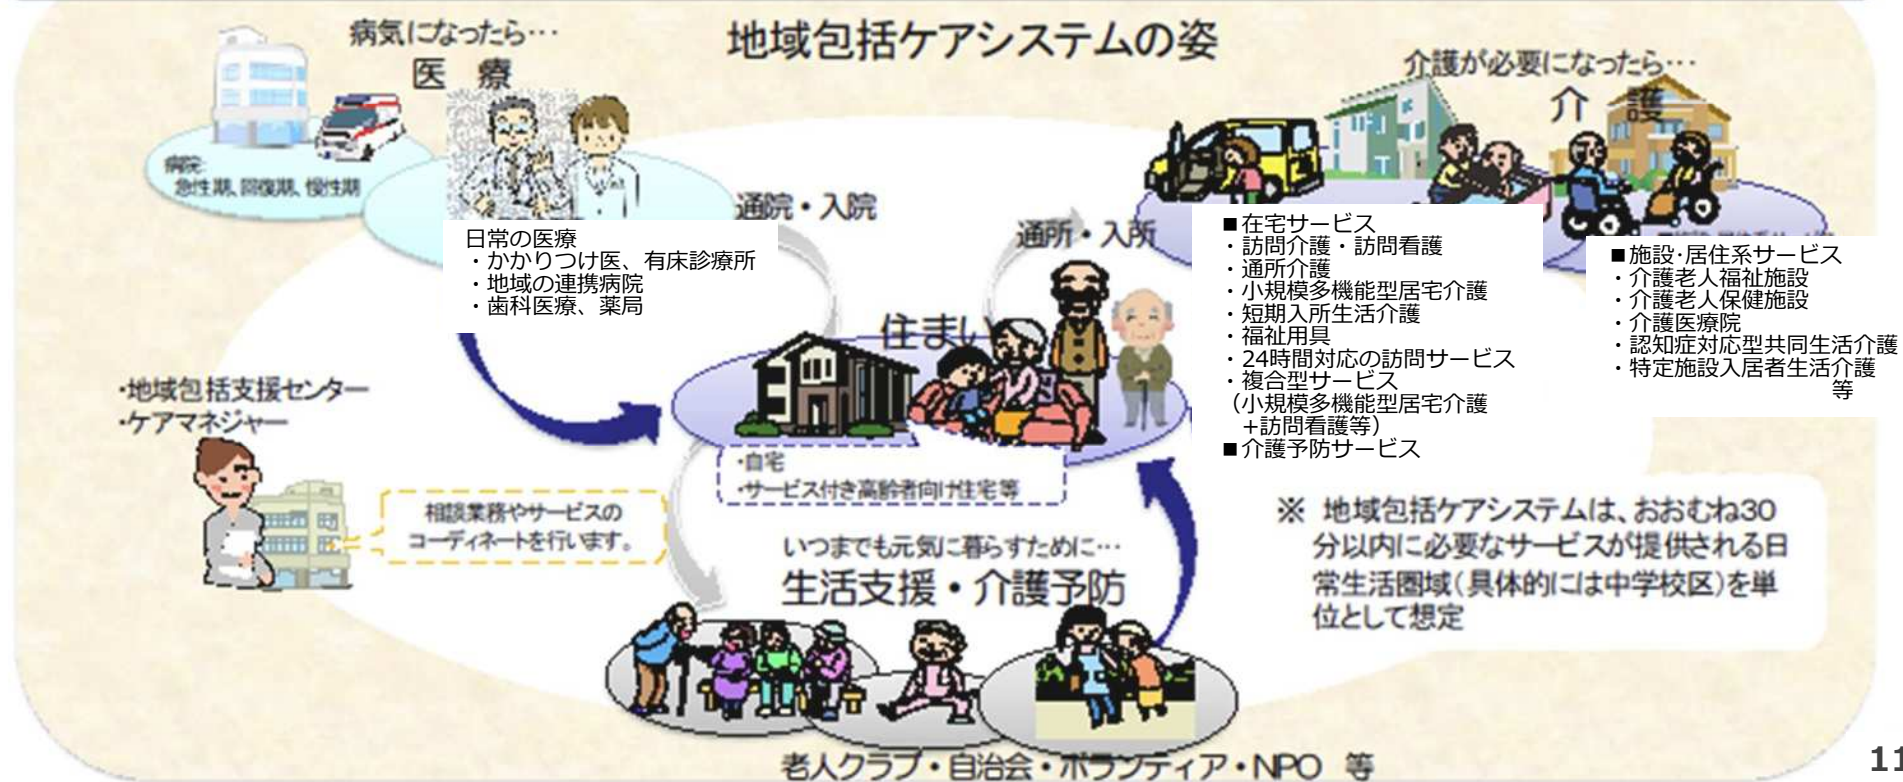 地域包括ケアシステムの姿
病気になったら…
医 療
病院:
急性期、回復期、慢性期
日常の医療
・かかりつけ医、有床診療所
・地域の連携病院
・歯科医療、薬局
通院・入院
通所・入所
介護が必要になったら…
介 護
■在宅サービス
・訪問介護・訪問看護
・通所介護
・小規模多機能型居宅介護
・短期入所生活介護
・福祉用具
・24時間対応の訪問サービス
・複合型サービス
(小規模多機能型居宅介護
+訪問看護等)
■介護予防サービス
■施設・居住系サービス
・介護老人福祉施設
・介護老人保健施設
・介護医療院
・認知症対応型共同生活介護
・特定施設入居者生活介護
等
住まい
・自宅
・サービス付き高齢者向け住宅等
・地域包括支援センター
・ケアマネジャー
相談業務やサービスの
コーディネートを行います。
いつまでも元気に暮らすために…
生活支援・介護予防
老人クラブ・自治会・ボランティア・NPO 等
※ 地域包括ケアシステムは、おおむね30
分以内に必要なサービスが提供される日
常生活圏域(具体的には中学校区)を単
位として想定
11